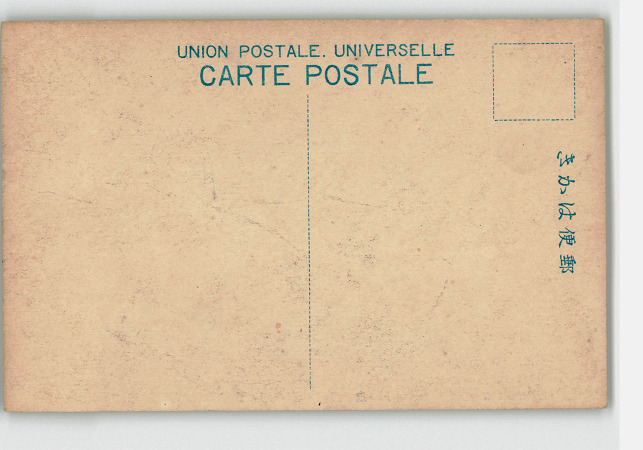 UNION POSTALE. UNIVERSELLE
CARTE POSTALE
きかは便郵